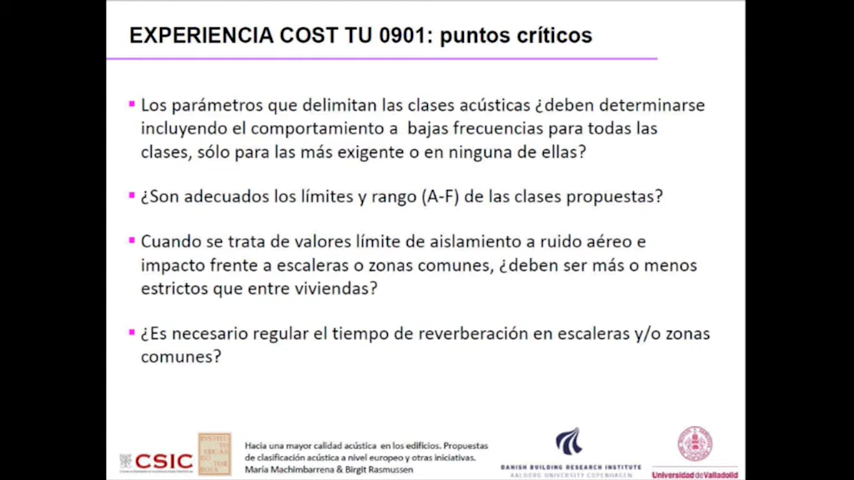 EXPERIENCIA COST TU 0901: puntos críticos
Los parámetros que delimitan las clases acústicas ¿deben determinarse
incluyendo el comportamiento a bajas frecuencias para todas las
clases, sólo para las más exigente o en ninguna de ellas?
¿Son adecuados los límites y rango (A-F) de las clases propuestas?
Cuando se trata de valores límite de aislamiento a ruido aéreo e
impacto frente a escaleras o zonas comunes, ¿deben ser más o menos
estrictos que entre viviendas?
¿Es necesario regular el tiempo de reverberación en escaleras y/o zonas
comunes?
CSIC
Hacia una mayor calidad acústica en los edificios. Propuestas
de clasificación acústica a nivel europeo y otras iniciativas.
María Machimbarrena & Birgit Rasmussen
DANISH BUILDING RESEARCH INSTITUTE
AALBORG UNIVERSITY COPENHAGEN
Universidad de Valladolid